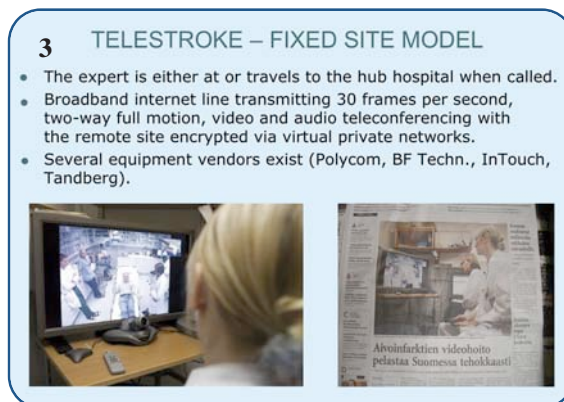 3
TELESTROKE – FIXED SITE MODEL
• The expert is either at or travels to the hub hospital when called.
• Broadband internet line transmitting 30 frames per second,
two-way full motion, video and audio teleconferencing with
the remote site encrypted via virtual private networks.
• Several equipment vendors exist (Polycom, BF Techn., InTouch,
Tandberg).
Aivoinfarktien videohoito
pelastaa Suomessa tehokkaasti